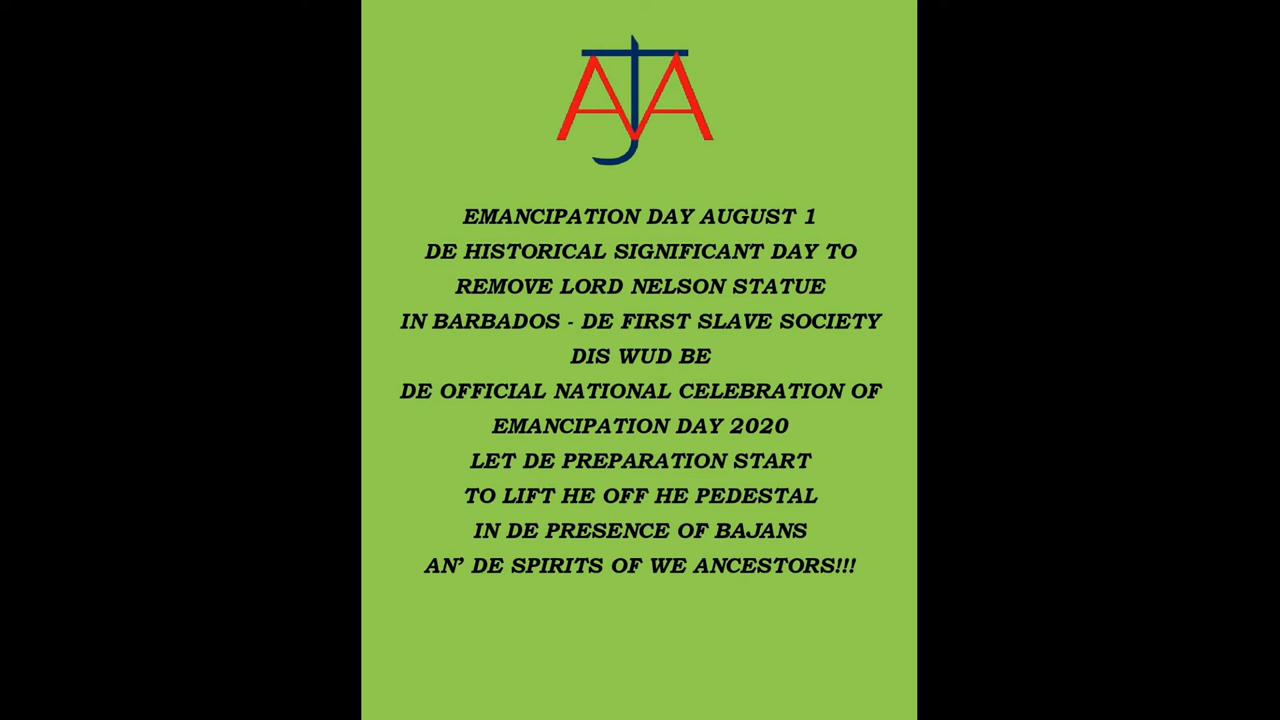 AJA
EMANCIPATION DAY AUGUST 1
DE HISTORICAL SIGNIFICANT DAY TO
REMOVE LORD NELSON STATUE
IN BARBADOS - DE FIRST SLAVE SOCIETY
DIS WUD BE
DE OFFICIAL NATIONAL CELEBRATION OF
EMANCIPATION DAY 2020
LET DE PREPARATION START
TO LIFT HE OFF HE PEDESTAL
IN DE PRESENCE OF BAJANS
AN’ DE SPIRITS OF WE ANCESTORS!!!